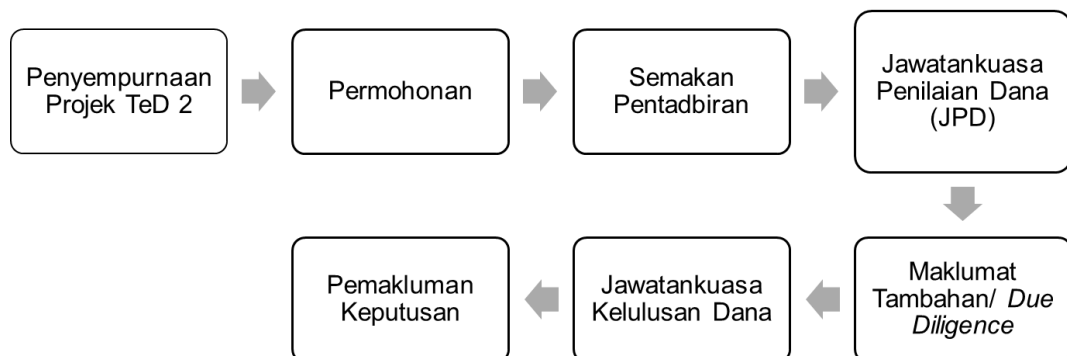 Penyempurnaan
Projek TeD 2
Permohonan
Semakan
Pentadbiran
Jawatankuasa
Penilaian Dana
(JPD)
Maklumat
Tambahan/ Due
Diligence
Jawatankuasa
Kelulusan Dana
Pemakluman
Keputusan